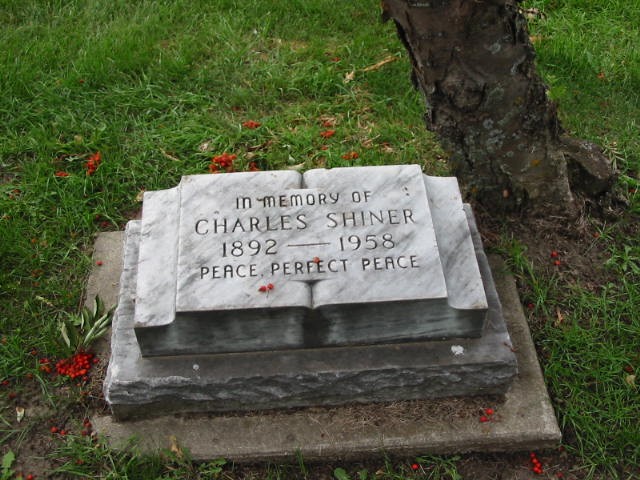 IN MEMORY OF
CHARLES SHINER
1892 — 1958
PEACE, PERFECT PEACE